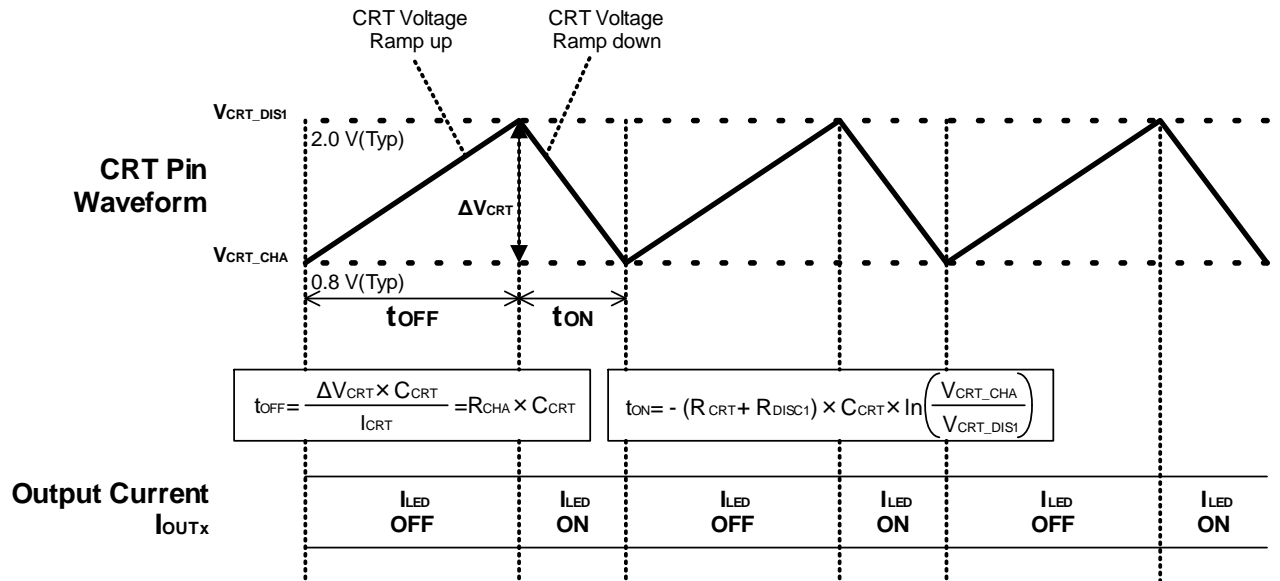 CRT Voltage
Ramp up
CRT Voltage
Ramp down
VCRT_DIS1
2.0 V(Typ)
CRT Pin
Waveform
ΔVCRT
VCRT_CHA
0.8 V(Typ)
tOFF
tON
tOFF= ΔVCRT × CCRT / ICRT =RCHA × CCRT
tON= - (RCRT+ RDISC1) × CCRT × ln(VCRT_CHA / VCRT_DIS1)
Output Current
IOUTx
ILED
OFF
ILED
ON
ILED
OFF
ILED
ON
ILED
OFF
ILED
ON